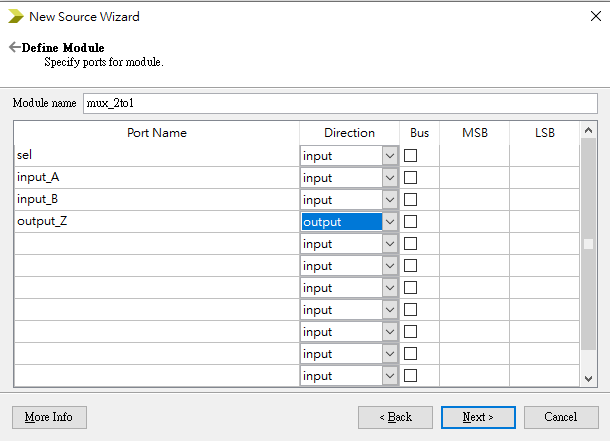 New Source Wizard
Define Module
Specify ports for module.
Module name mux_2to1
Port Name Direction Bus MSB LSB
sel input
input_A input
input_B input
output_Z output
input
input
input
input
input
input
input
More Info < Back Next > Cancel